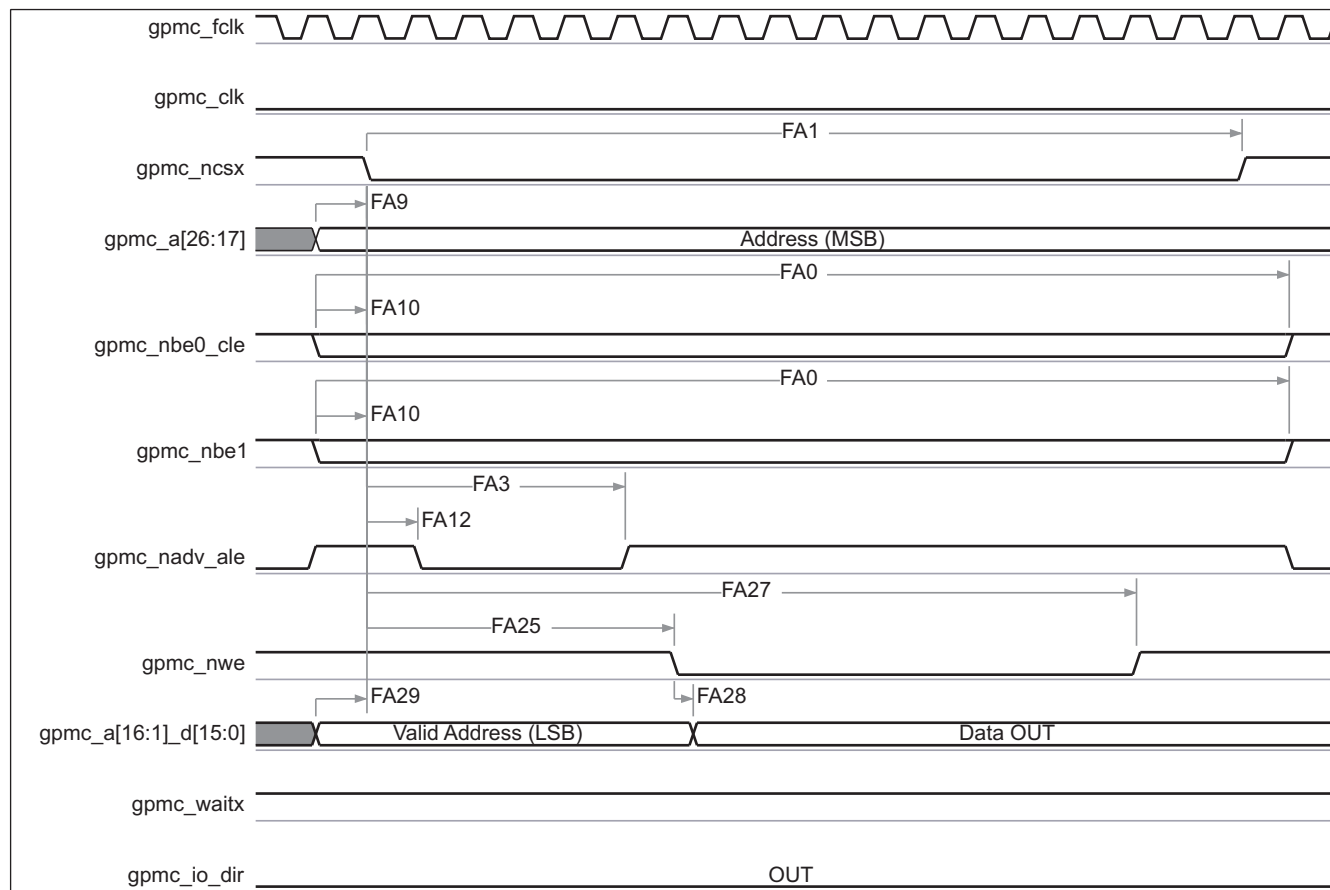 gpmc_fclk
gpmc_clk
FA1
gpmc_ncsx
FA9
gpmc_a[26:17]
Address (MSB)
FA0
FA10
gpmc_nbe0_cle
FA0
FA10
gpmc_nbe1
FA3
FA12
gpmc_nadv_ale
FA27
FA25
gpmc_nwe
FA29
FA28
gpmc_a[16:1]_d[15:0]
Valid Address (LSB)
Data OUT
gpmc_waitx
gpmc_io_dir
OUT